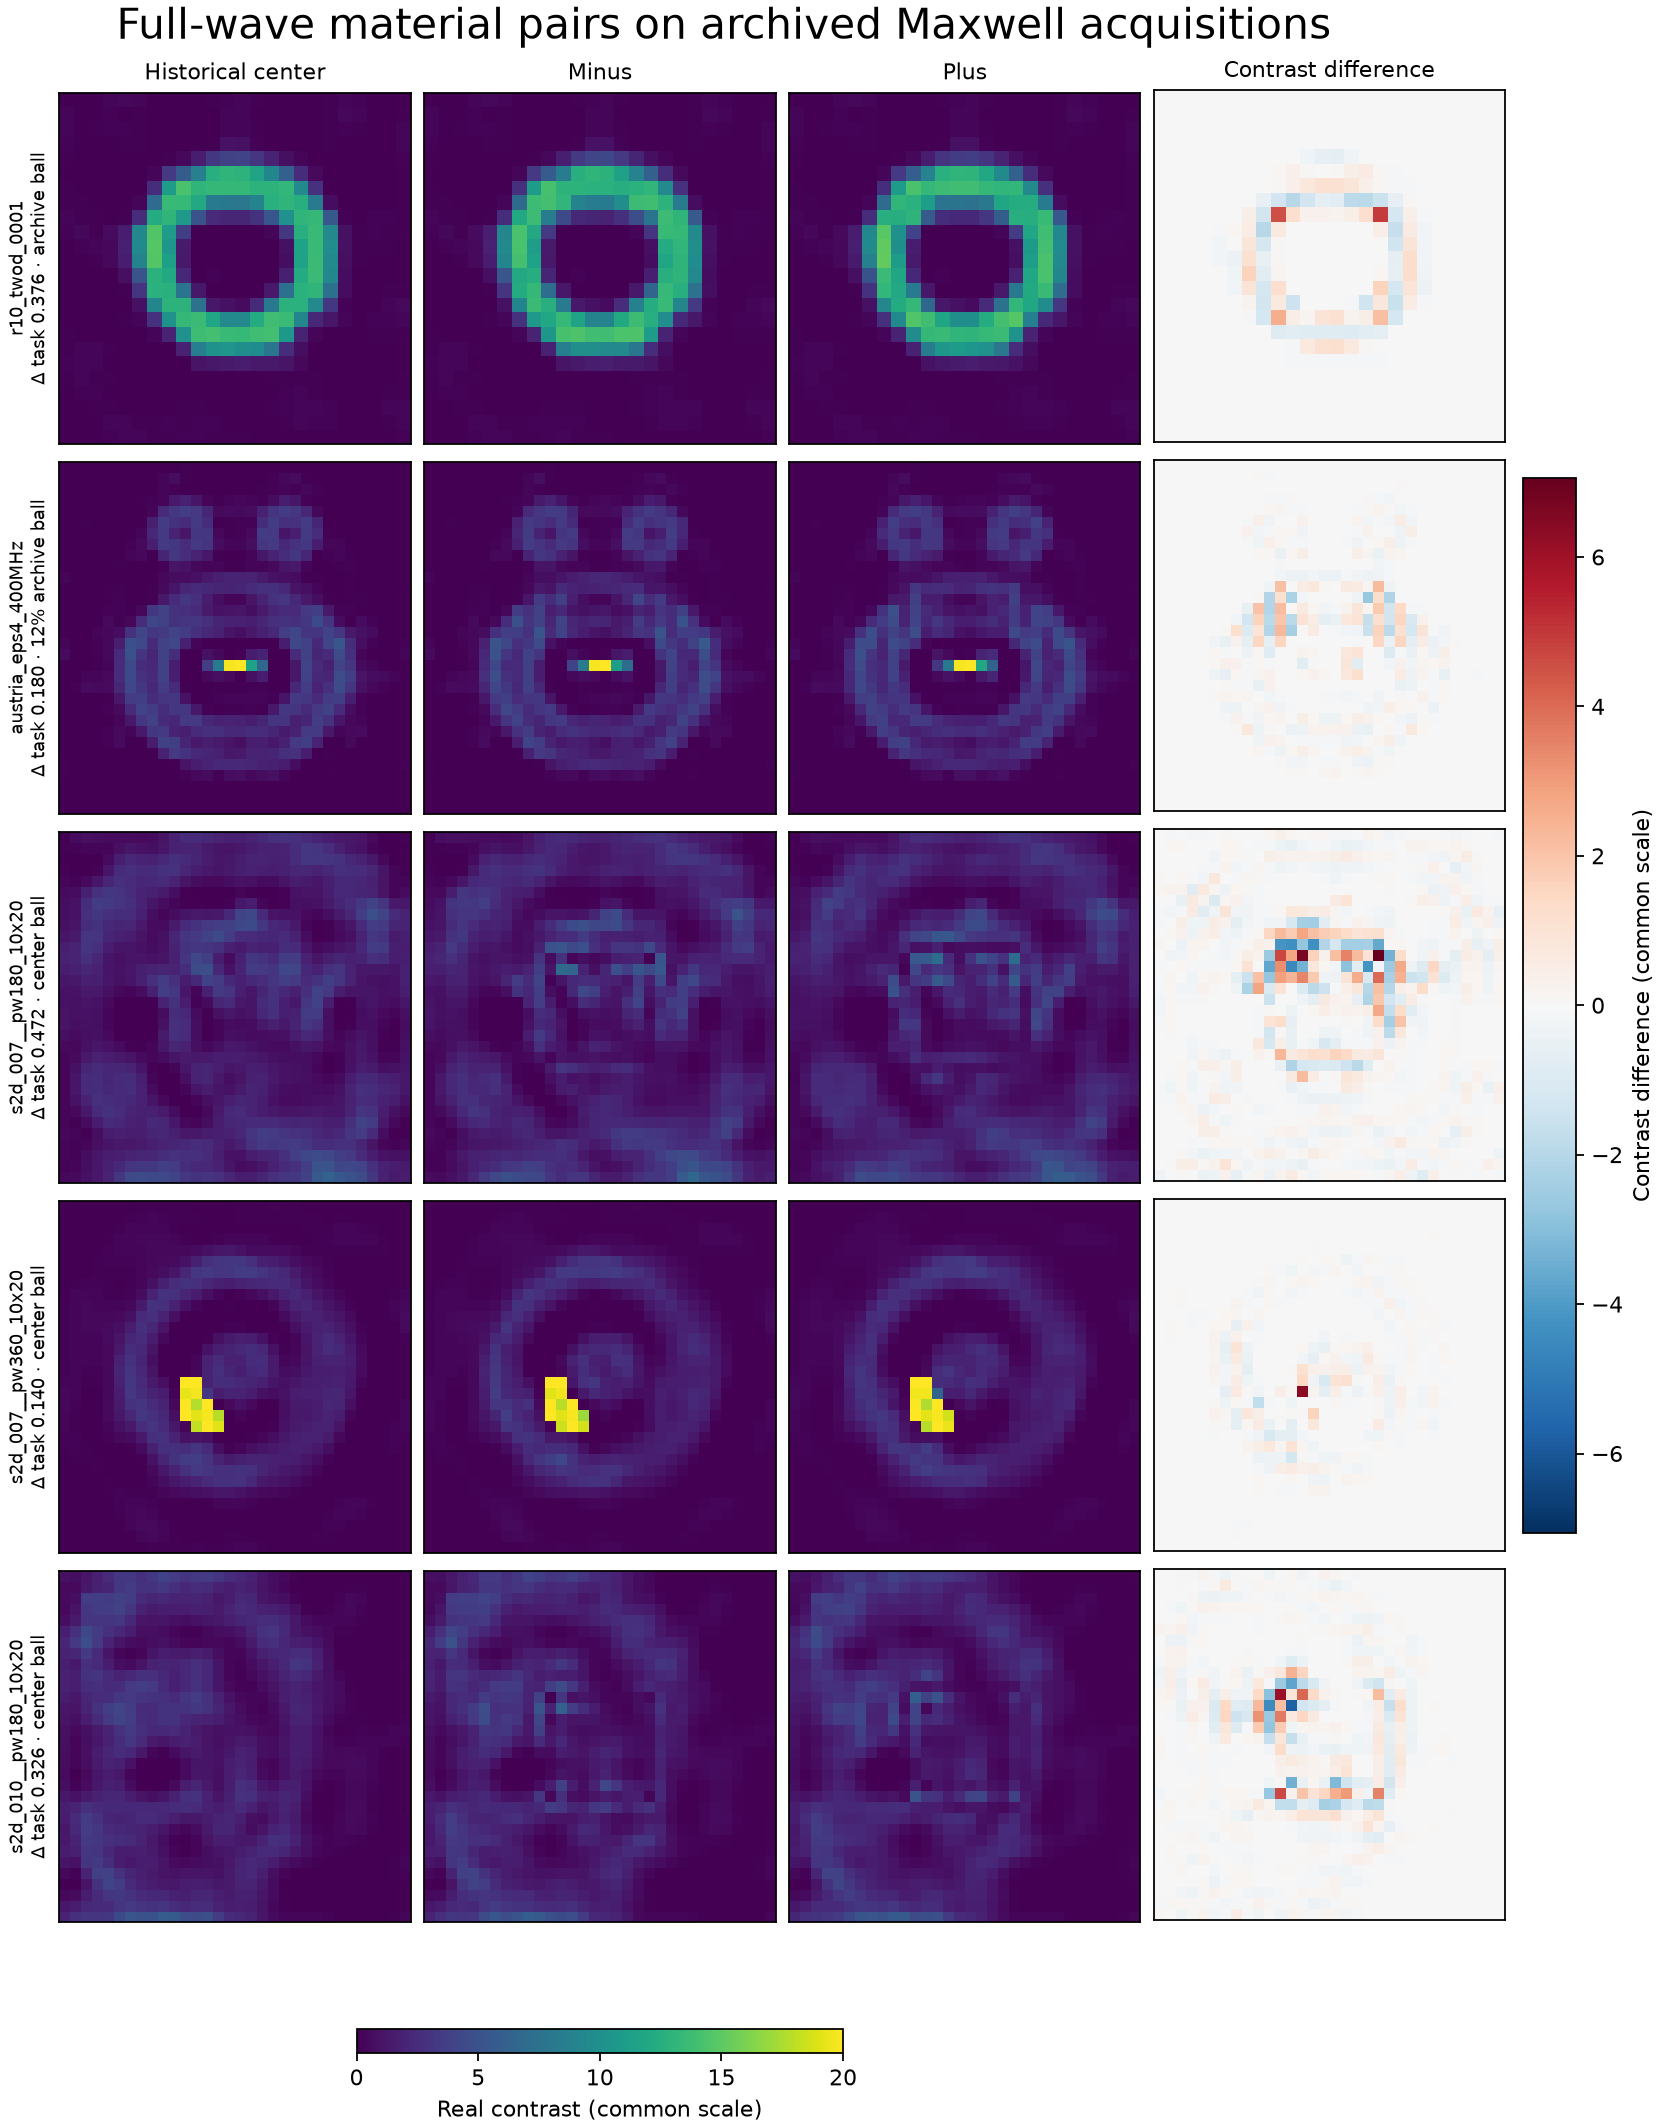 Full-wave material pairs on archived Maxwell acquisitions
Historical center
Minus
Plus
Contrast difference
r10_twod_0001
Δ task 0.376 · archive ball
austria_eps4_400MHz
Δ task 0.180 · 12% archive ball
s2d_007__pw180_10x20
Δ task 0.472 · center ball
s2d_007__pw360_10x20
Δ task 0.140 · center ball
s2d_010__pw180_10x20
Δ task 0.326 · center ball
6
4
2
0
−2
−4
−6
Contrast difference (common scale)
0
5
10
15
20
Real contrast (common scale)